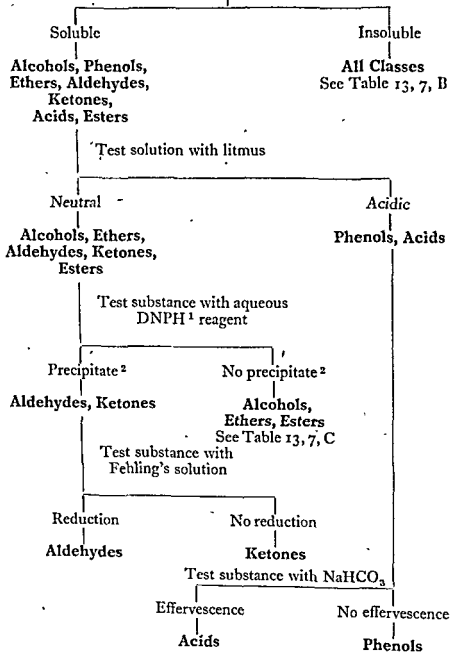 Soluble
Insoluble
Alcohols, Phenols,
Ethers, Aldehydes,
Ketones,
Acids, Esters
All Classes
See Table 13, 7, B
Test solution with litmus
Neutral
Acidic
Alcohols, Ethers,
Aldehydes, Ketones,
Esters
Phenols, Acids
Test substance with aqueous
DNPH ¹ reagent
Precipitate ²
No precipitate ²
Aldehydes, Ketones
Alcohols,
Ethers, Esters
See Table 13, 7, C
Test substance with
Fehling's solution
Reduction
No reduction
Aldehydes
Ketones
Test substance with NaHCO₃
Effervescence
No effervescence
Acids
Phenols